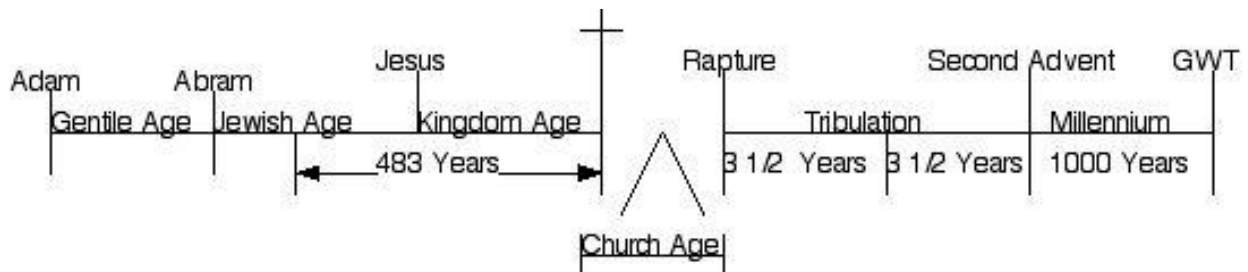 Jesus Rapture Second Advent GWT
Adam Abram
Gentile Age Jewish Age Kingdom Age Tribulation Millennium
483 Years 3 1/2 Years 3 1/2 Years 1000 Years
Church Age